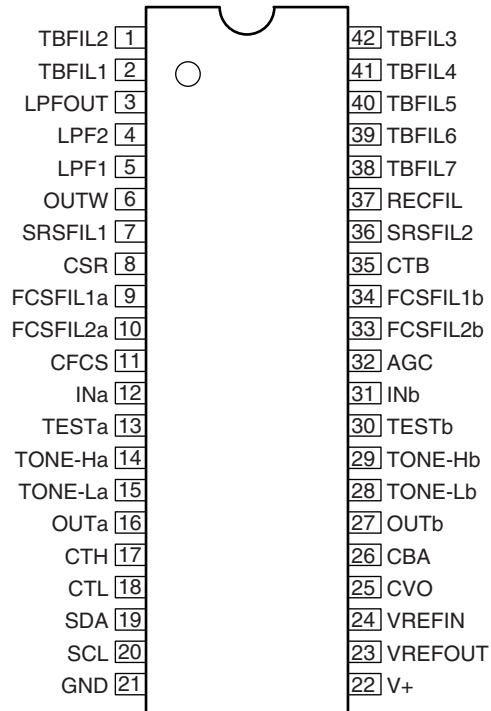 TBFIL2 1 42 TBFIL3
TBFIL1 2 41 TBFIL4
LPFOUT 3 40 TBFIL5
LPF2 4 39 TBFIL6
LPF1 5 38 TBFIL7
OUTW 6 37 RECFIL
SRSFIL1 7 36 SRSFIL2
CSR 8 35 CTB
FCSFIL1a 9 34 FCSFIL1b
FCSFIL2a 10 33 FCSFIL2b
CFCS 11 32 AGC
INa 12 31 INb
TESTa 13 30 TESTb
TONE-Ha 14 29 TONE-Hb
TONE-La 15 28 TONE-Lb
OUTa 16 27 OUTb
CTH 17 26 CBA
CTL 18 25 CVO
SDA 19 24 VREFIN
SCL 20 23 VREFOUT
GND 21 22 V+